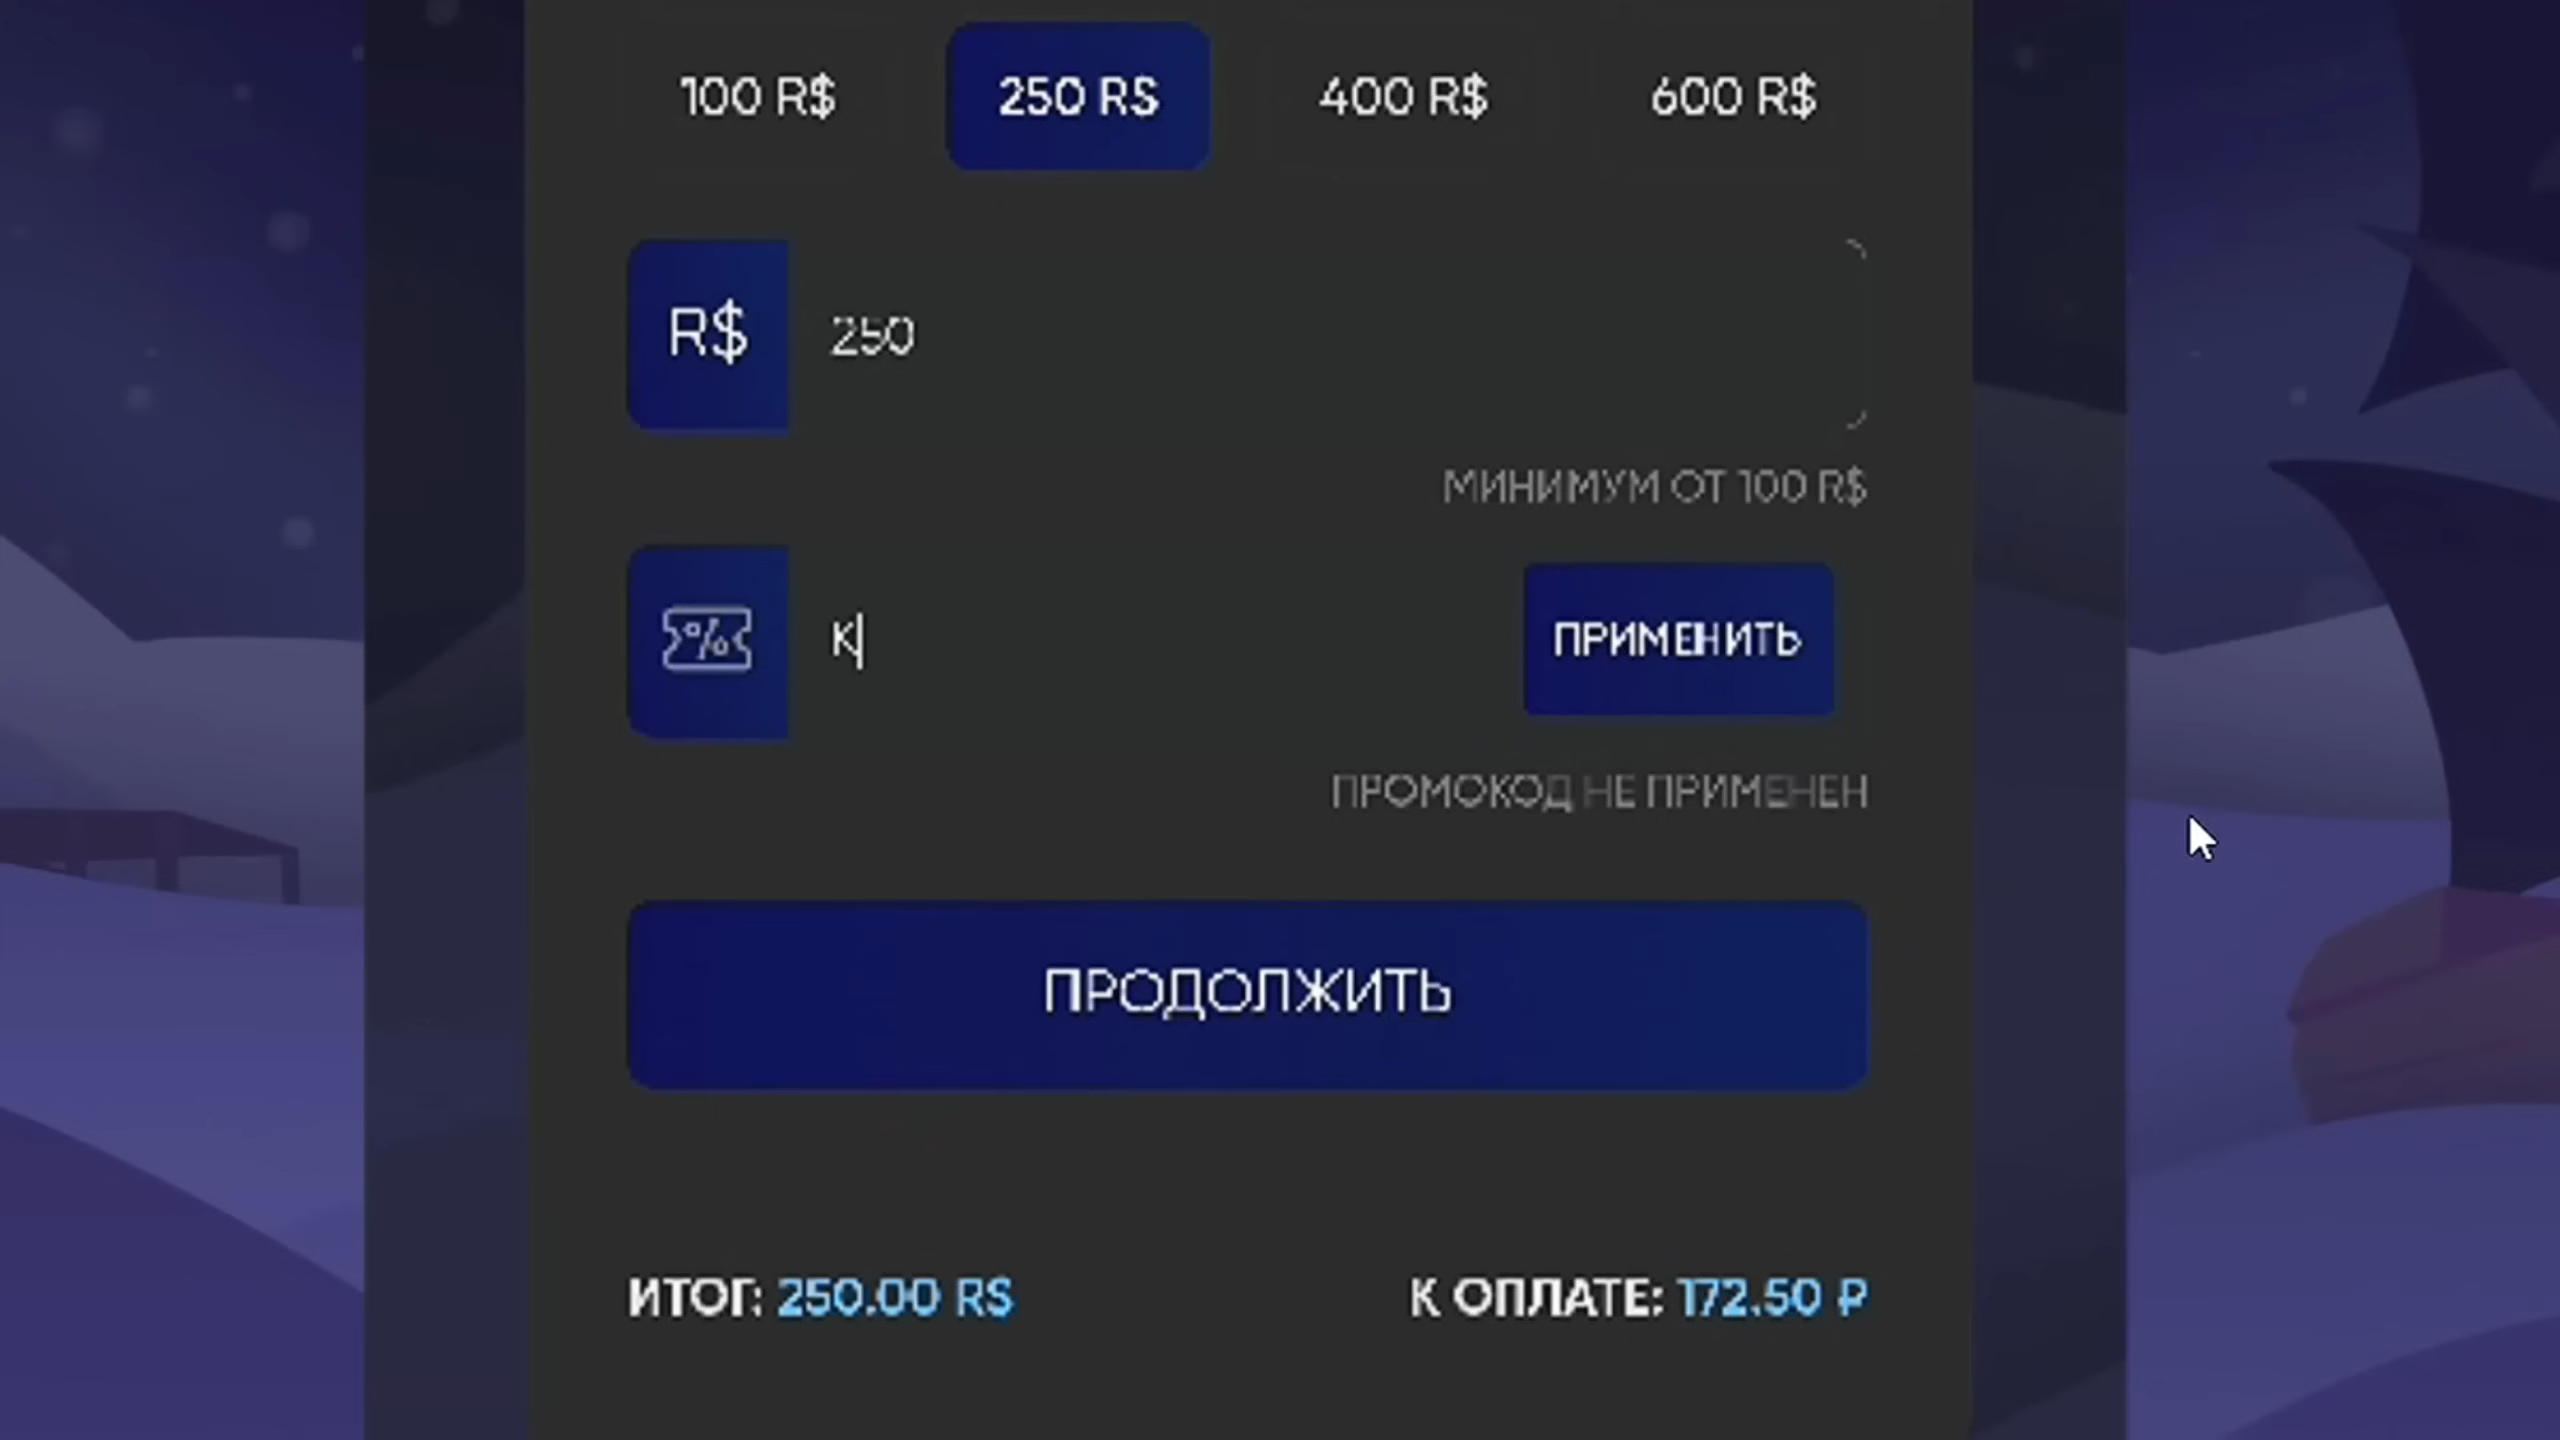 100 R$ 250 R$ 400 R$ 600 R$
R$ 250
МИНИМУМ ОТ 100 R$
% К ПРИМЕНИТЬ
ПРОМОКОД НЕ ПРИМЕНЕН
ПРОДОЛЖИТЬ
ИТОГ: 250.00 R$ К ОПЛАТЕ: 172.50 ₽